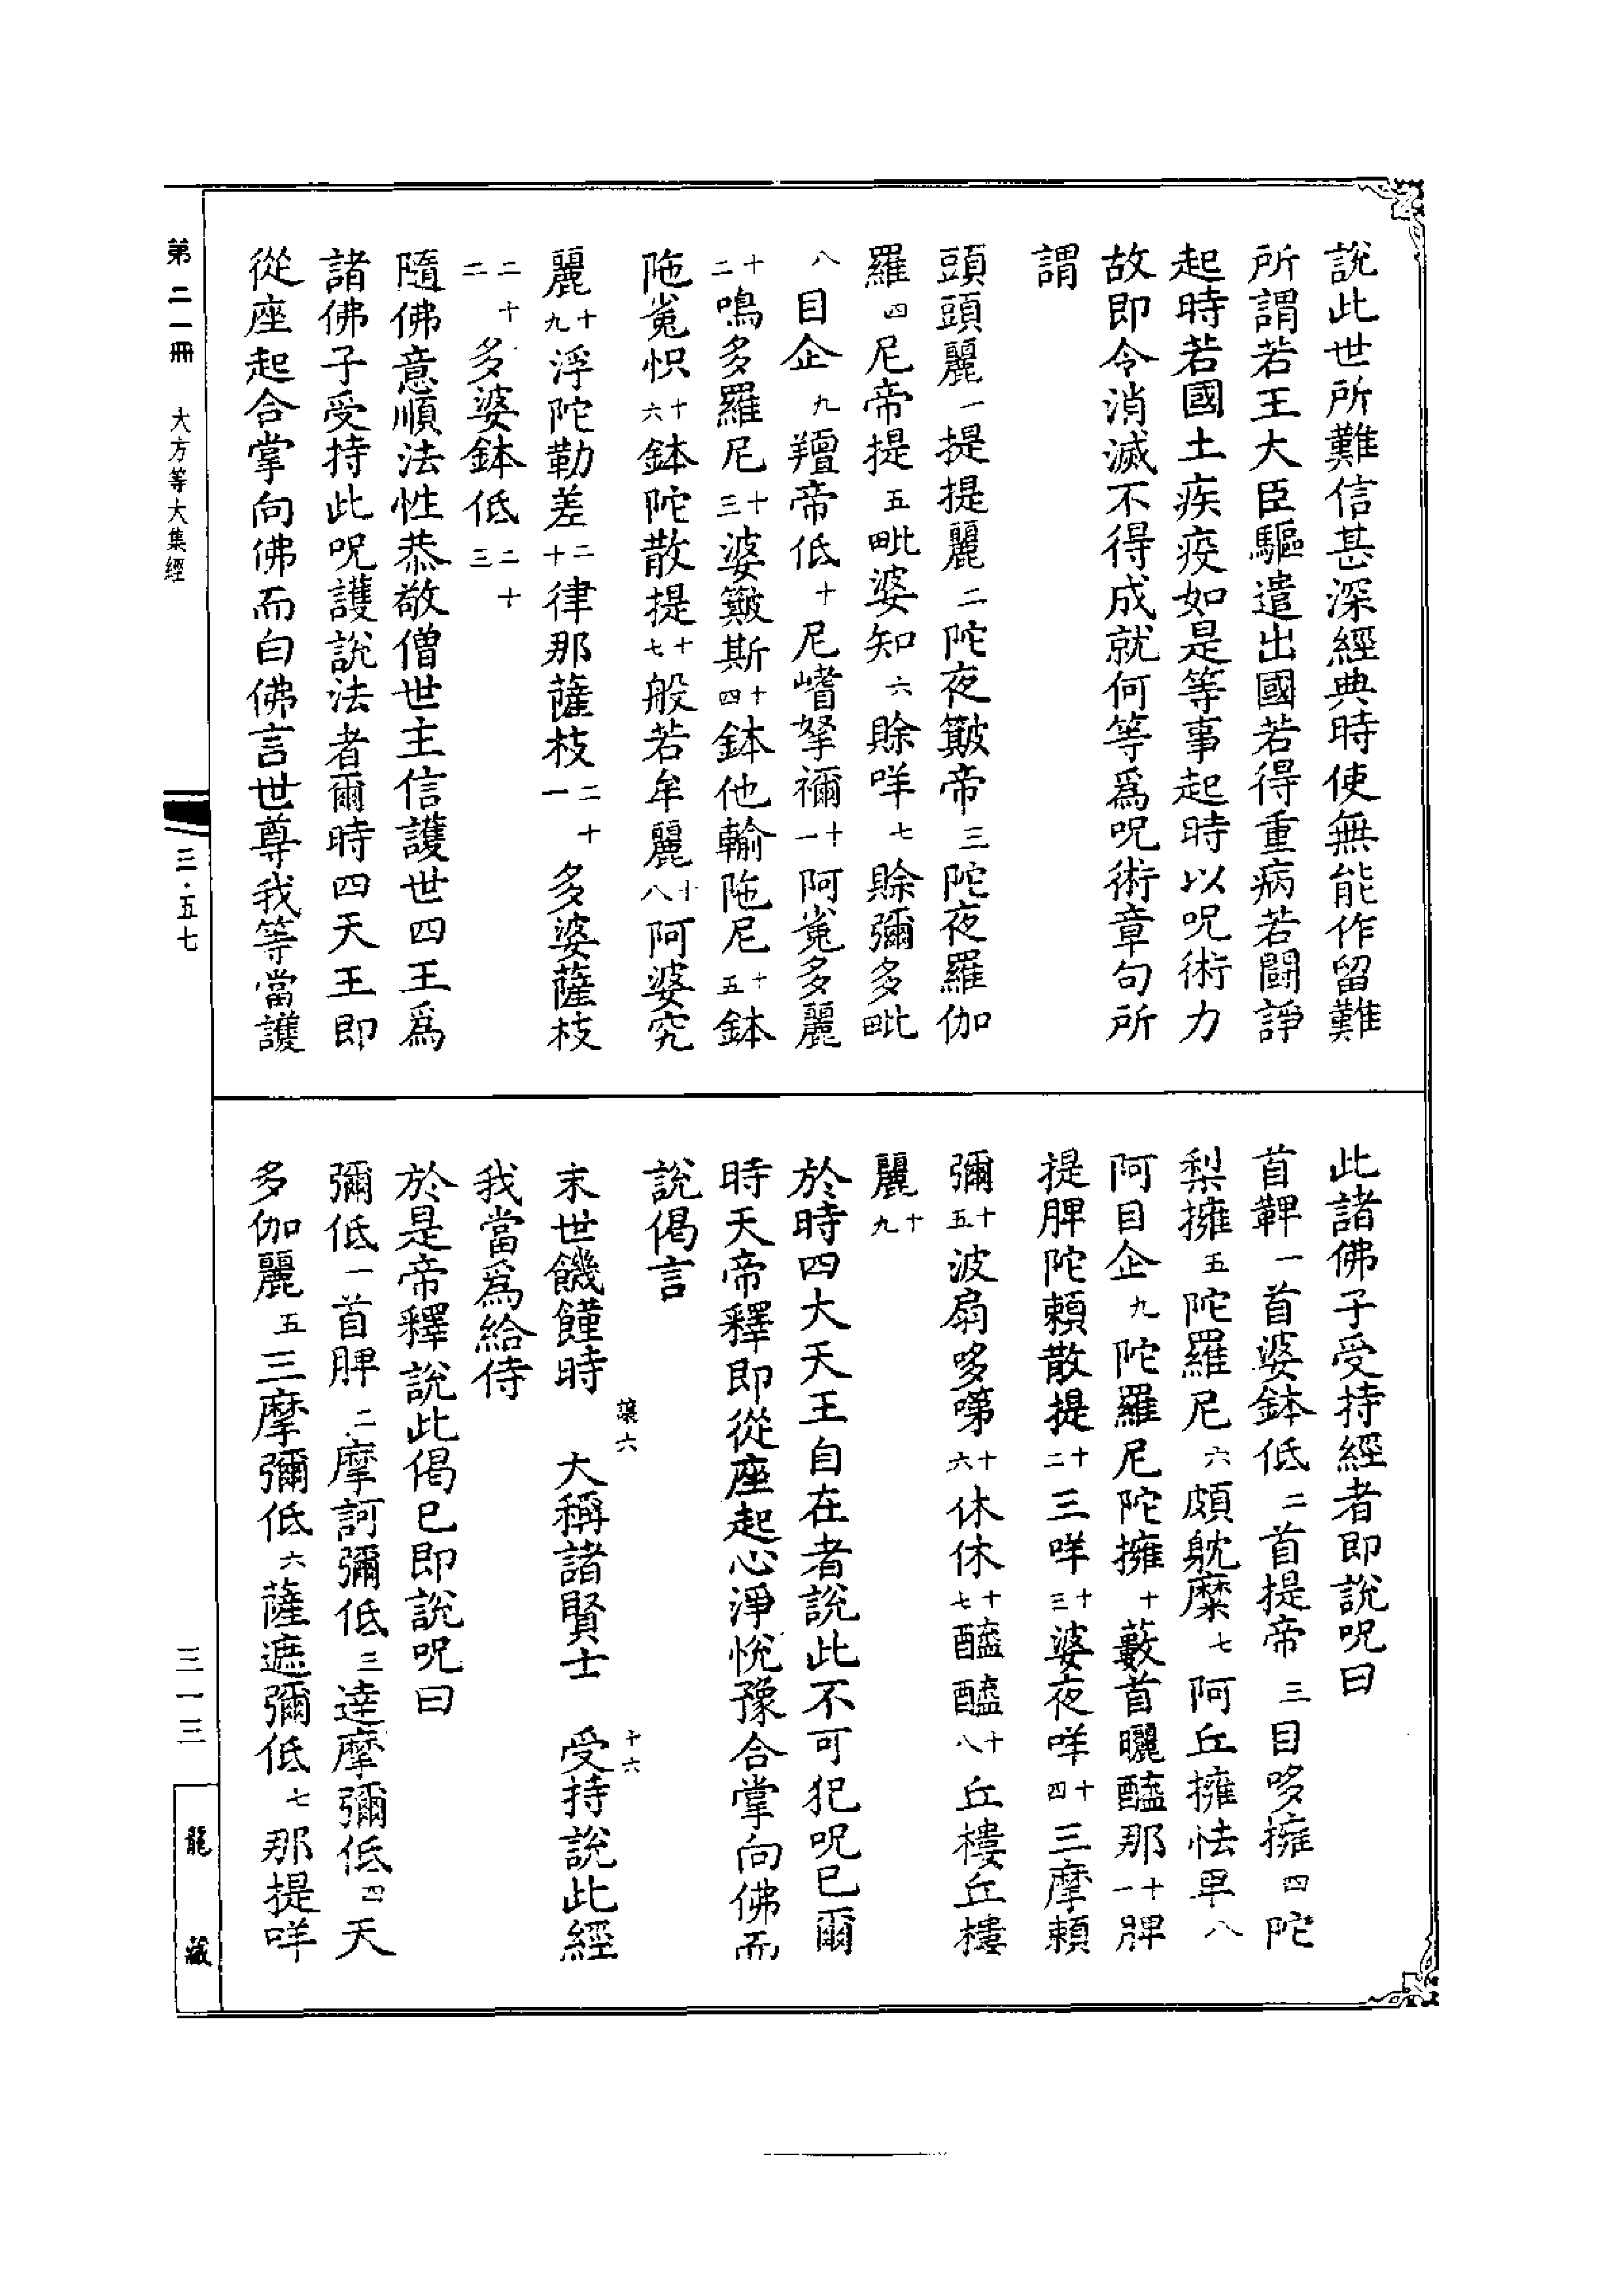 說此世所難信甚深經典時使無能作留難
所謂若王大臣驅遣出國若得重病若鬪諍
起時若國土疾疫如是等事起時以呪術力
故即令消滅不得成就何等爲呪術章句所
謂
頭頭麗一提提麗二陀夜簸帝三陀夜羅伽
羅四尼帝提五毗婆知六賒咩七賒彌多毗
八目企九羶帝低十尼嵴拏禰十一阿㝹多麗
十二鳴多羅尼十三婆簸斯十四鉢他輸陁尼十五鉢
陁㝹怾十六鉢陀散提十七般若牟麗十八阿婆究
麗十九浮陀勒差二十律那薩枝二十一多婆薩枝
二十二多婆鉢低二十三
隨佛意順法性恭敬僧世主信護世四王爲
諸佛子受持此呪護說法者爾時四天王即
從座起合掌向佛而白佛言世尊我等當護
此諸佛子受持經者即說呪曰
首鞞一首婆鉢低二首提帝三目哆擁四陀
梨擁五陀羅尼六頗躭糜七阿丘擁怯早八
阿目企九陀羅尼陀擁十藪首曬醯那十一脾
提脾陀賴散提十二三咩十三婆夜咩十四三摩賴
彌十五波扇哆嚌十六休休十七醯醯十八丘樓丘樓
麗十九
於時四大天王自在者說此不可犯呪已爾
時天帝釋即從座起心淨悅豫合掌向佛而
說偈言
讓六 十六
末世饑饉時 大稱諸賢士 受持說此經
我當爲給侍
於是帝釋說此偈已即說呪曰
彌低一首脾二摩訶彌低三達摩彌低四天
多伽麗五三摩彌低六薩遮彌低七那提咩
第二一冊 大方等大集經
三·五七
三一三
龍藏